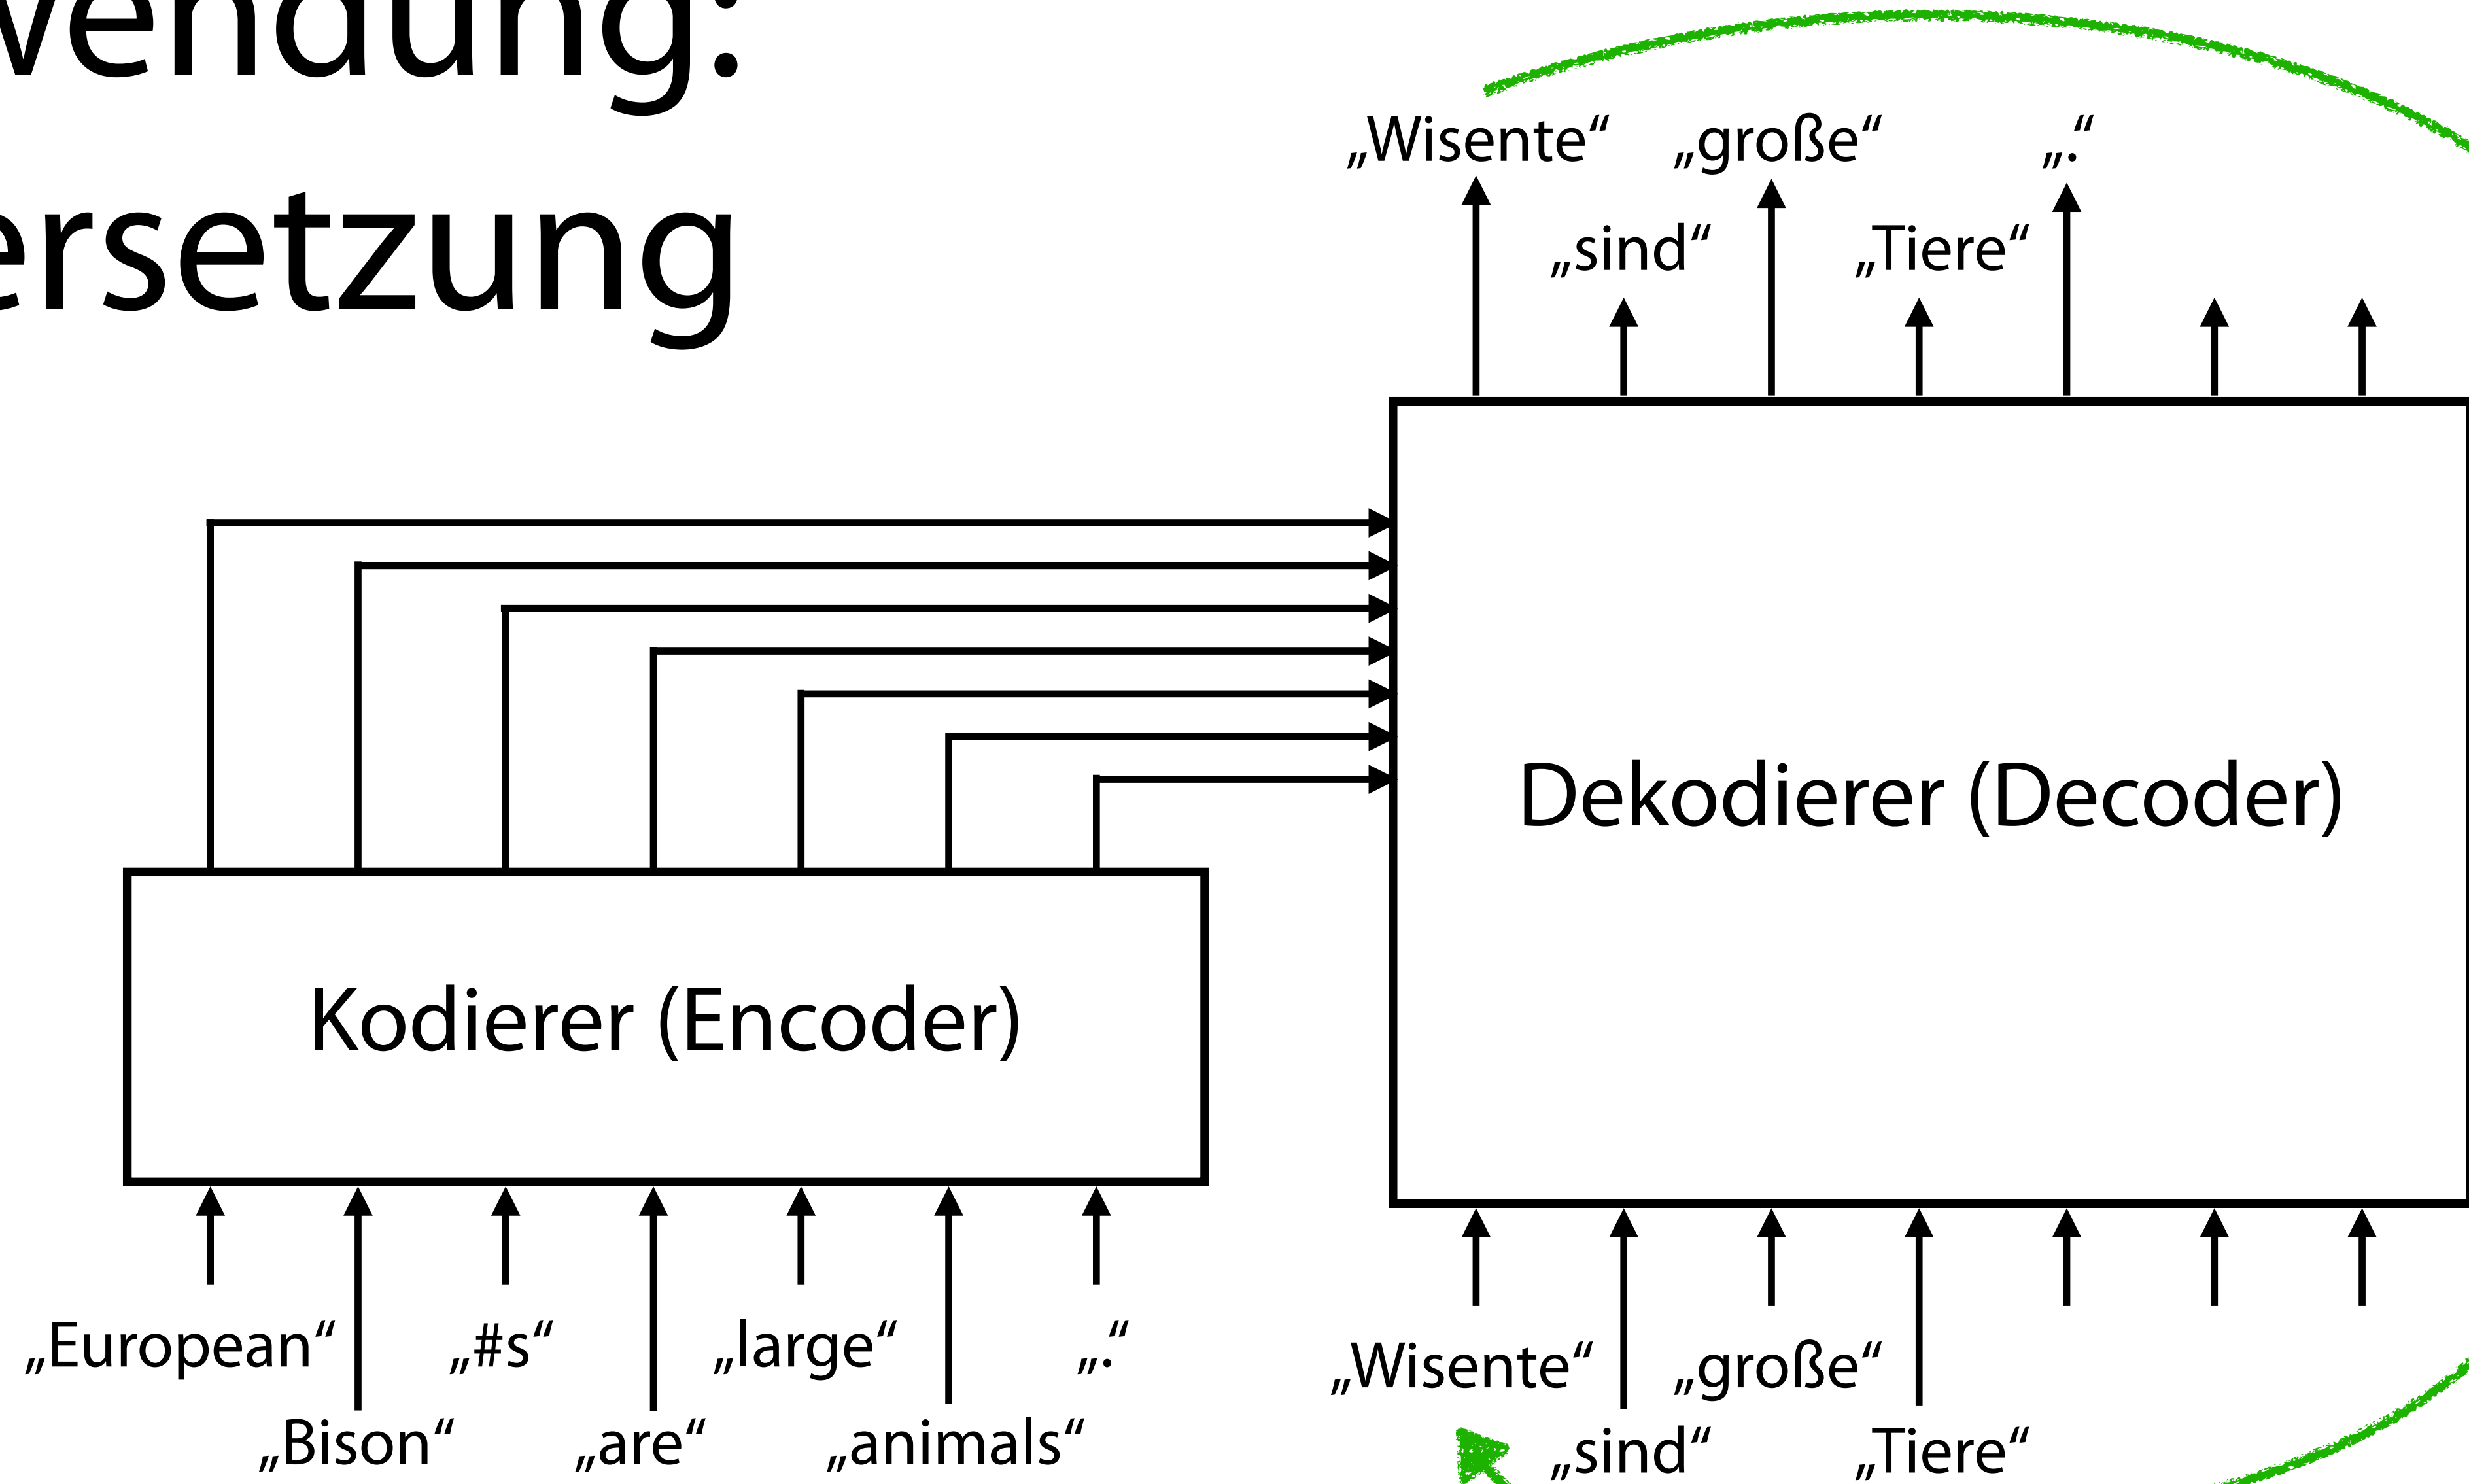 wendung:
ersetzung
„Wisente“ „große“ „.“
„sind“ „Tiere“
Dekodierer (Decoder)
Kodierer (Encoder)
„European“ „#s“ „large“ „.“
„Bison“ „are“ „animals“
„Wisente“ „große“
„sind“ „Tiere“